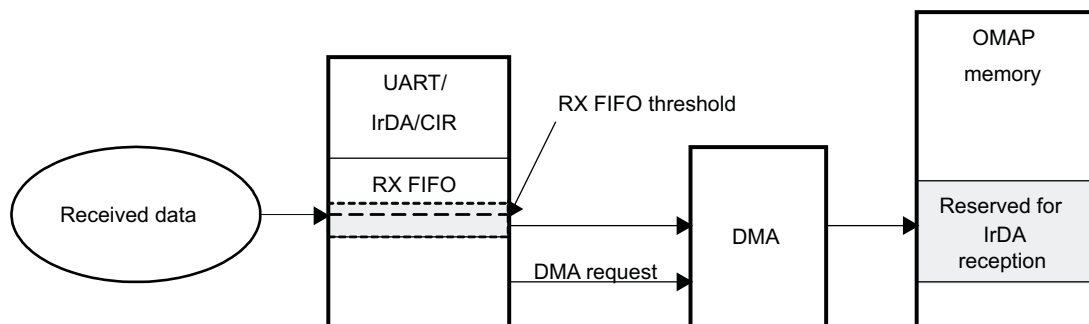 OMAP
memory
UART/
IrDA/CIR
RX FIFO threshold
RX FIFO
Received data
DMA
Reserved for
IrDA
reception
DMA request